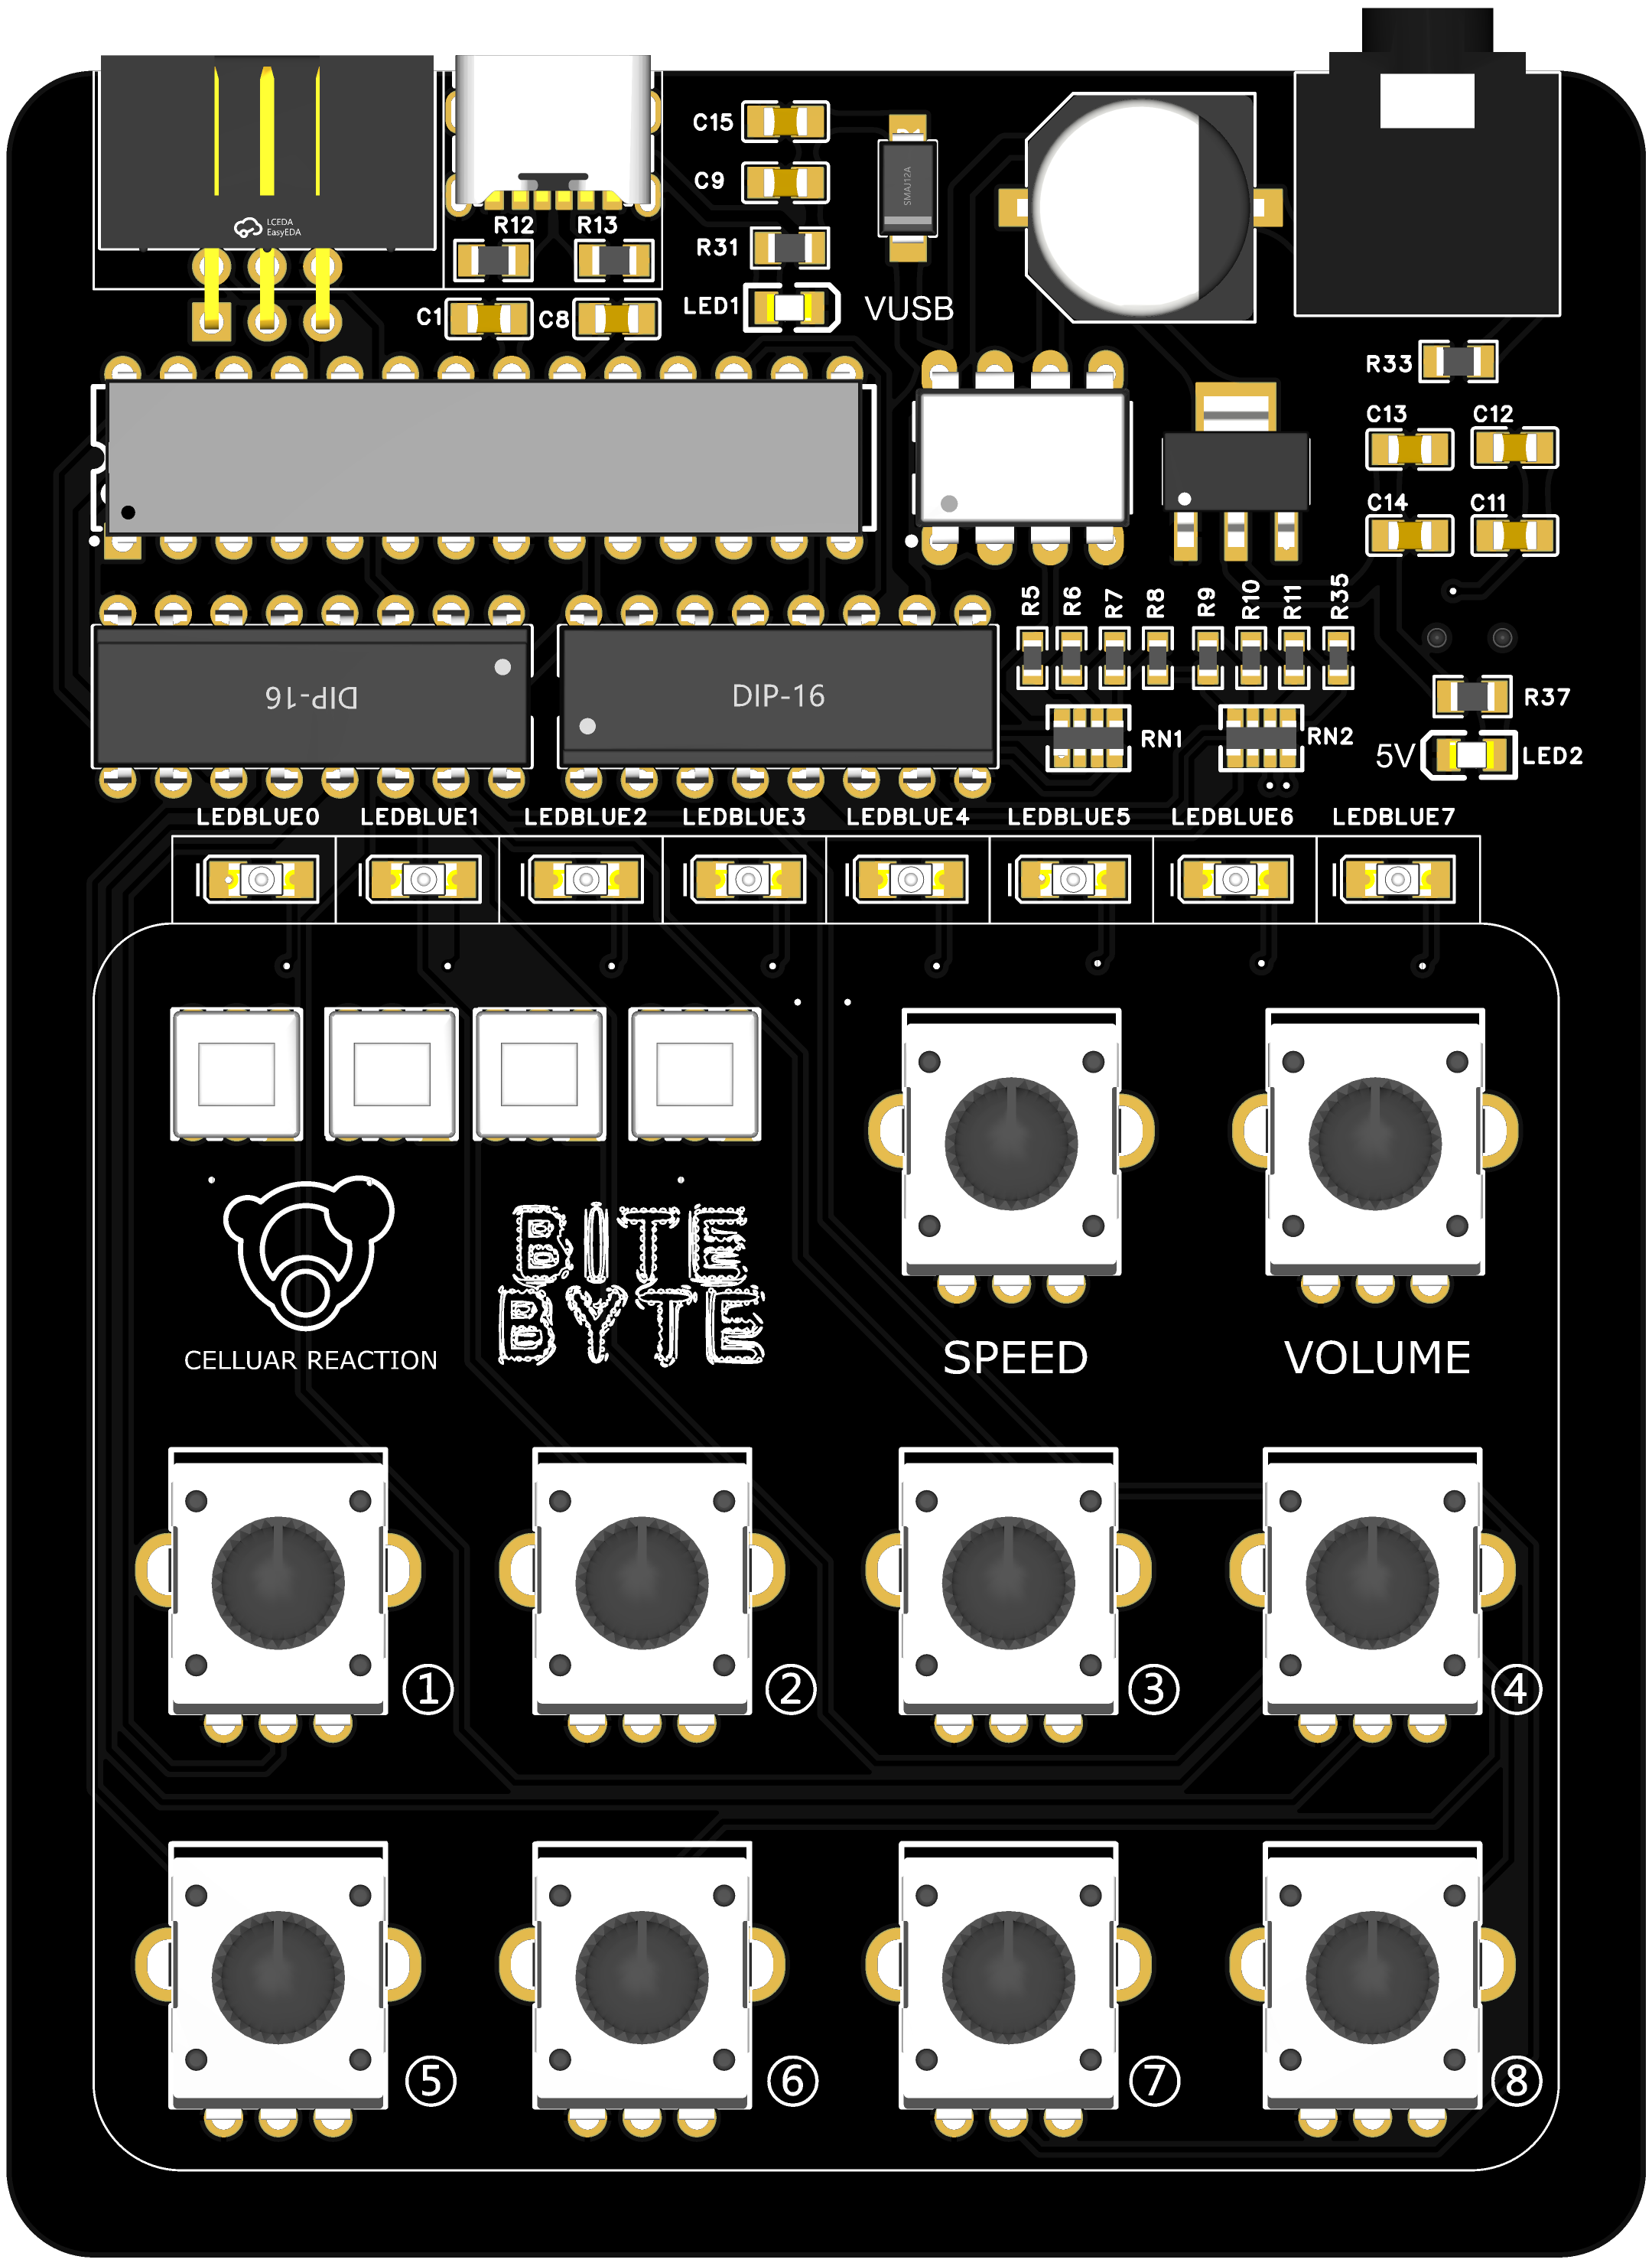 C15
C9
SMAJ12A
LCEDA
EasyEDA
R12 R13
R31
C1 C8 LED1 VUSB
R33
C13 C12
C14 C11
R5 R6 R7 R8 R9 R10 R11 R35
DIP-16 DIP-16
R37
RN1 RN2
5V LED2
LEDBLUE0 LEDBLUE1 LEDBLUE2 LEDBLUE3 LEDBLUE4 LEDBLUE5 LEDBLUE6 LEDBLUE7
BITE
BYTE
CELLUAR REACTION
SPEED VOLUME
① ② ③ ④
⑤ ⑥ ⑦ ⑧